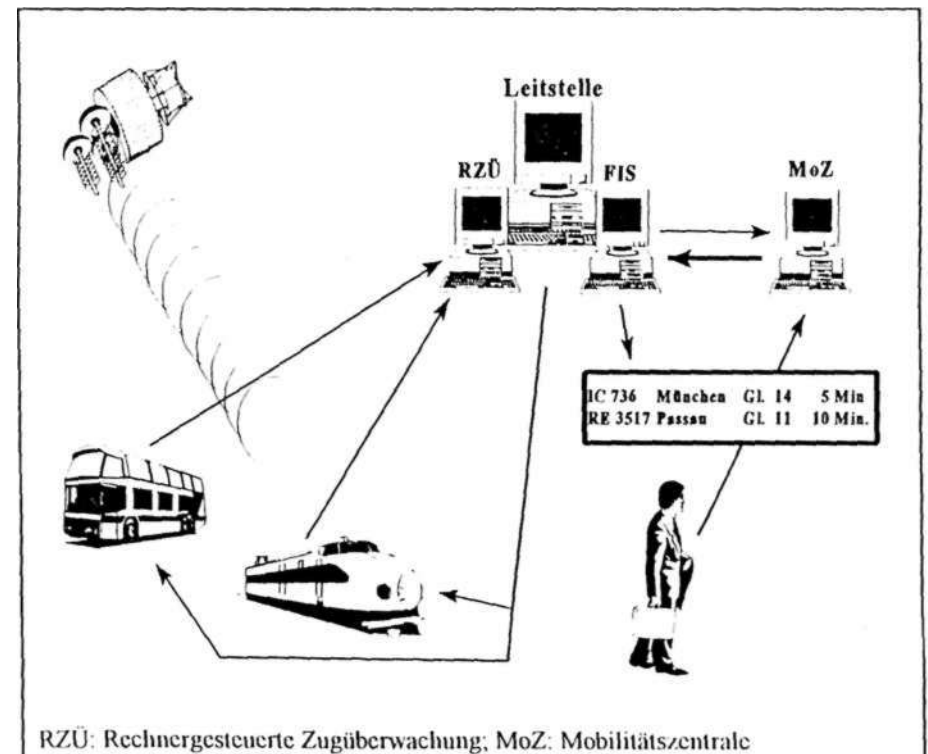 Leitstelle
RZÜ FIS MoZ
IC 736 München Gl. 14 5 Min
RE 3517 Passau Gl. 11 10 Min.
RZÜ: Rechnergesteuerte Zugüberwachung; MoZ: Mobilitätszentrale